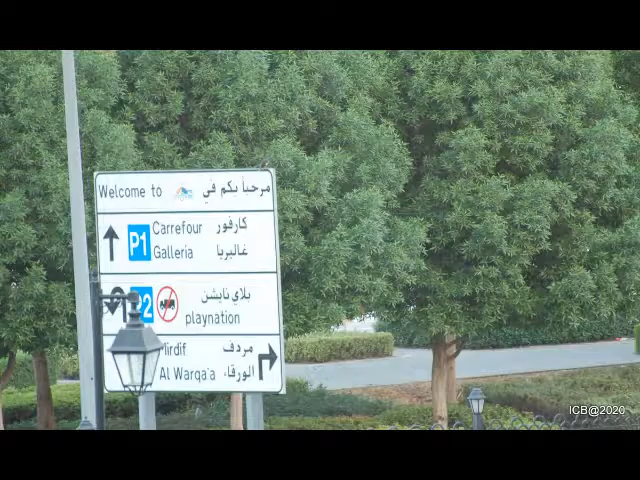 Welcome to مرحباً بكم في
P1 Carrefour كارفور
Galleria غاليريا
P2 بلاي نايشن
playnation
Mirdif مردف
Al Warqa'a الورقاء
ICB@2020